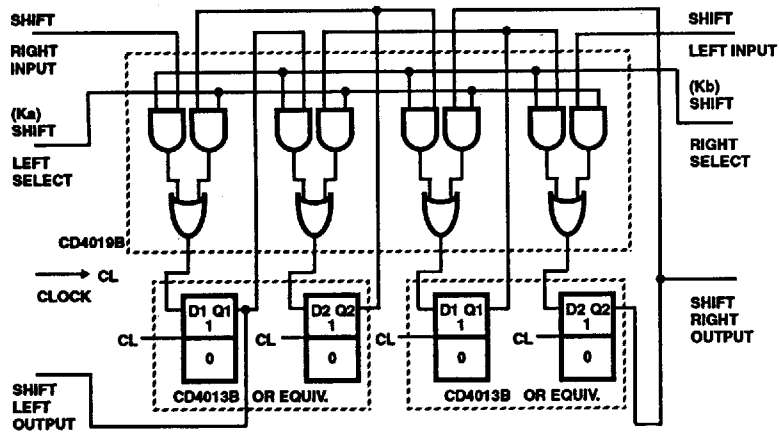 SHIFT
RIGHT
INPUT
SHIFT
LEFT INPUT
(Ka)
SHIFT
LEFT
SELECT
(Kb)
SHIFT
RIGHT
SELECT
CD4019B
CL
CLOCK
D1 Q1
1
0
CL
D2 Q2
1
0
CL
D1 Q1
1
0
CL
D2 Q2
1
0
CL
SHIFT
RIGHT
OUTPUT
CD4013B OR EQUIV.
CD4013B OR EQUIV.
SHIFT
LEFT
OUTPUT